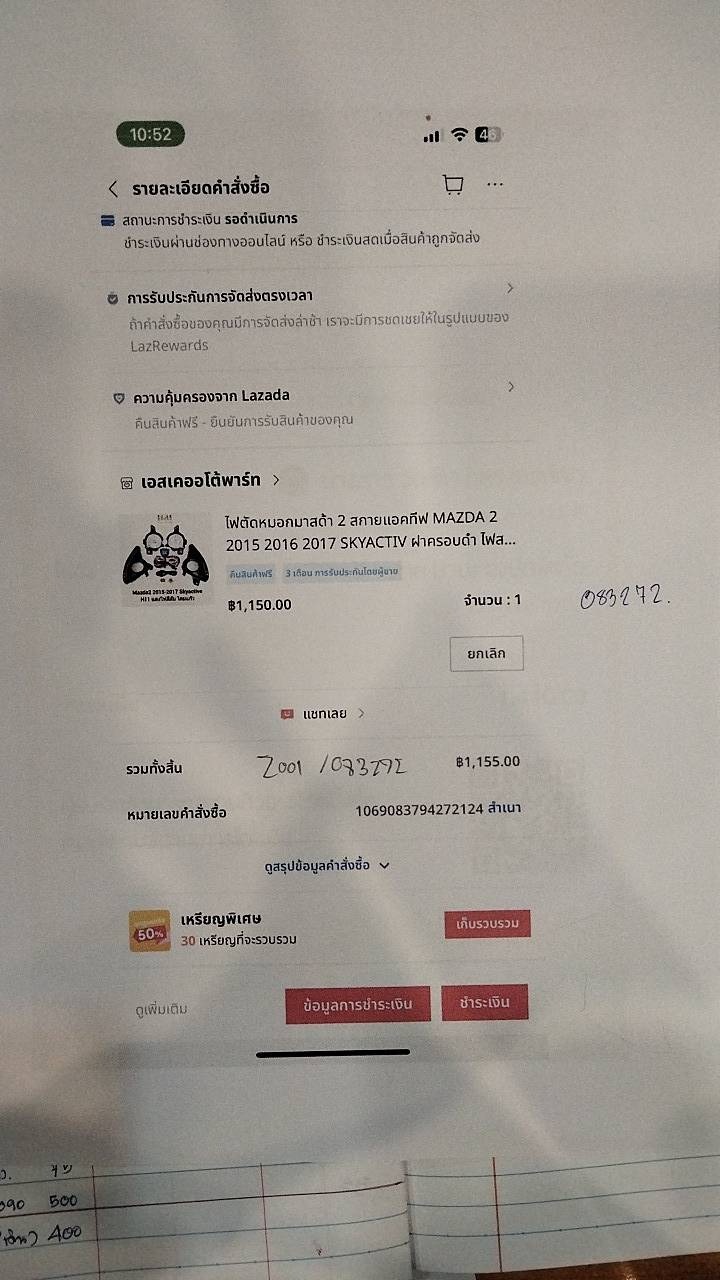 10:52
46
รายละเอียดคำสั่งซื้อ
สถานะการชำระเงิน รอดำเนินการ
ชำระเงินผ่านช่องทางออนไลน์ หรือ ชำระเงินสดเมื่อสินค้าถูกจัดส่ง
การรับประกันการจัดส่งตรงเวลา
ถ้าคำสั่งซื้อของคุณมีการจัดส่งล่าช้า เราจะมีการชดเชยให้ในรูปแบบของ
LazRewards
ความคุ้มครองจาก Lazada
คืนสินค้าฟรี - ยืนยันการรับสินค้าของคุณ
เอสเคออโต้พาร์ท
ไฟตัดหมอกมาสด้า 2 สกายแอคทีฟ MAZDA 2
2015 2016 2017 SKYACTIV ฝาครอบดำ ไฟส...
Mazda2 2015-2017 Skyactive
คืนสินค้าฟรี 3 เดือน การรับประกันโดยผู้ขาย
฿1,150.00 จำนวน : 1 083272.
ยกเลิก
แชทเลย
รวมทั้งสิ้น Z001 /083272 ฿1,155.00
หมายเลขคำสั่งซื้อ 1069083794272124 สำเนา
ดูสรุปข้อมูลคำสั่งซื้อ
50%
เหรียญพิเศษ
30 เหรียญที่จะรวบรวม
เก็บรวบรวม
ดูเพิ่มเติม ข้อมูลการชำระเงิน ชำระเงิน
500
400